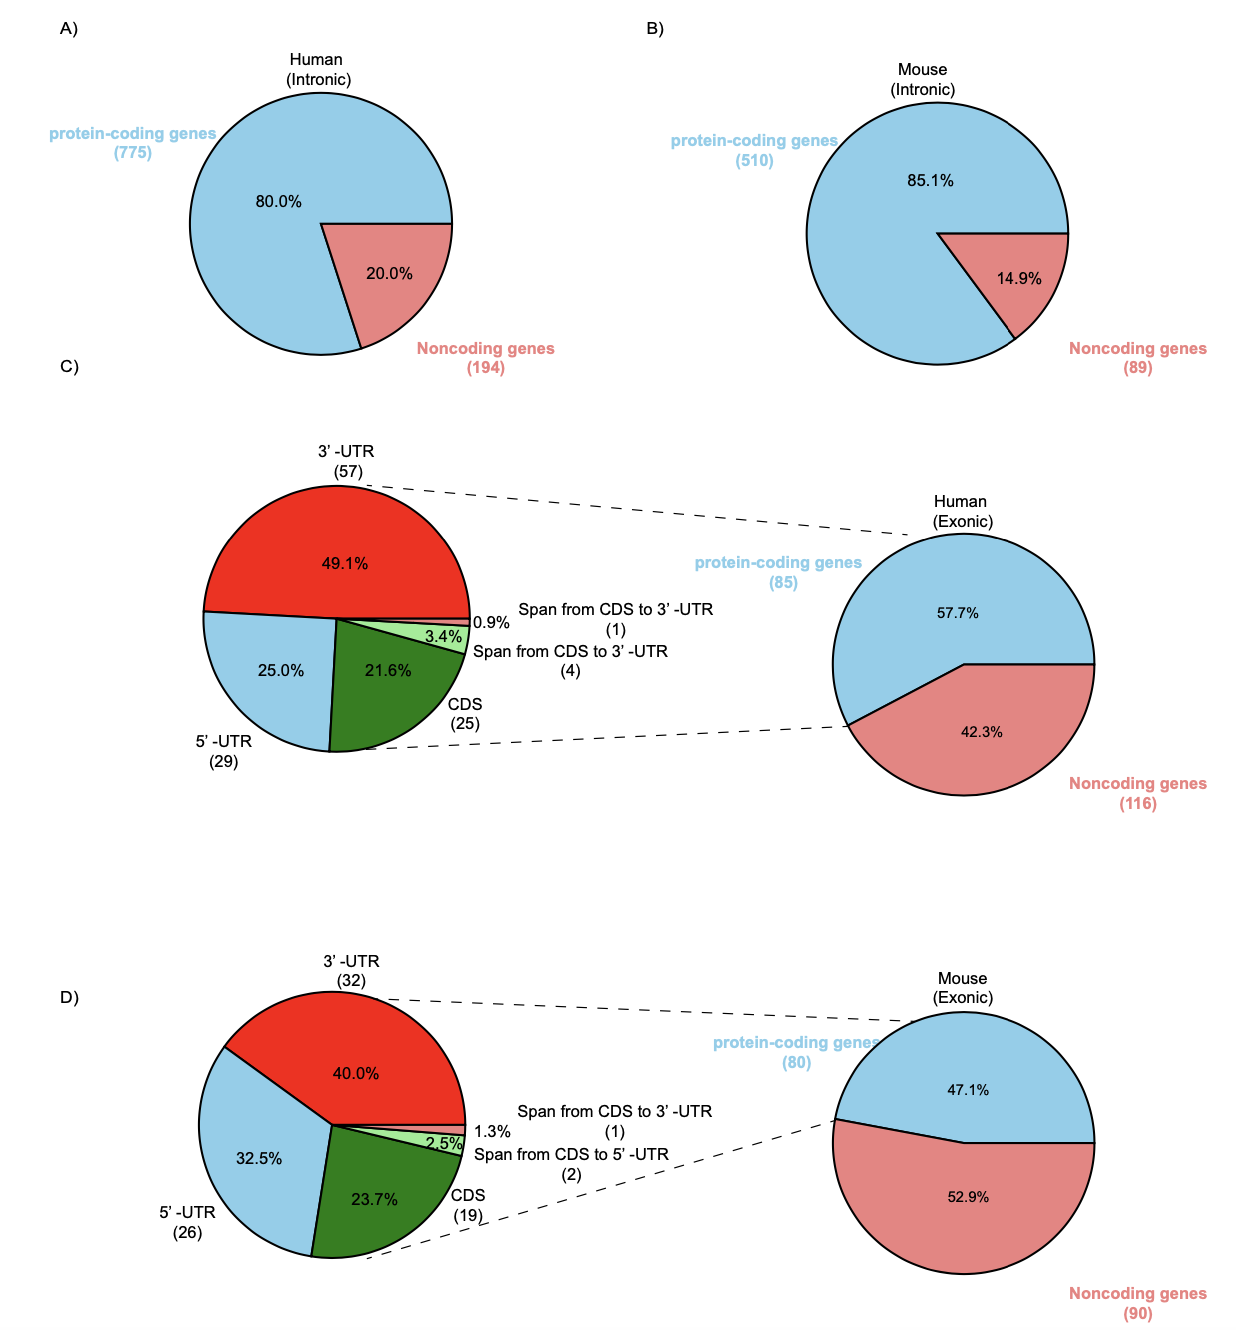 A)
Human
(Intronic)
protein-coding genes
(775)
80.0%
20.0%
Noncoding genes
(194)
B)
Mouse
(Intronic)
protein-coding genes
(510)
85.1%
14.9%
Noncoding genes
(89)
C)
3’ -UTR
(57)
49.1%
0.9%
Span from CDS to 3’ -UTR
(1)
3.4%
Span from CDS to 3’ -UTR
(4)
25.0%
21.6%
CDS
(25)
5’ -UTR
(29)
Human
(Exonic)
protein-coding genes
(85)
57.7%
42.3%
Noncoding genes
(116)
D)
3’ -UTR
(32)
40.0%
1.3%
Span from CDS to 3’ -UTR
(1)
2.5%
Span from CDS to 5’ -UTR
(2)
32.5%
23.7%
CDS
(19)
5’ -UTR
(26)
Mouse
(Exonic)
protein-coding genes
(80)
47.1%
52.9%
Noncoding genes
(90)